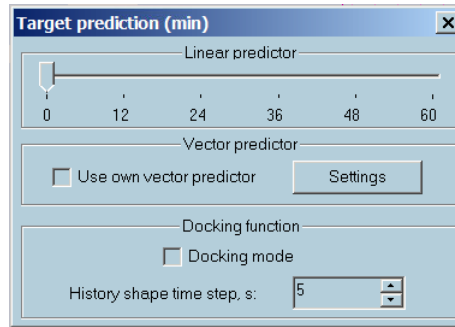 Target prediction (min)
Linear predictor
0 12 24 36 48 60
Vector predictor
Use own vector predictor Settings
Docking function
Docking mode
History shape time step, s: 5